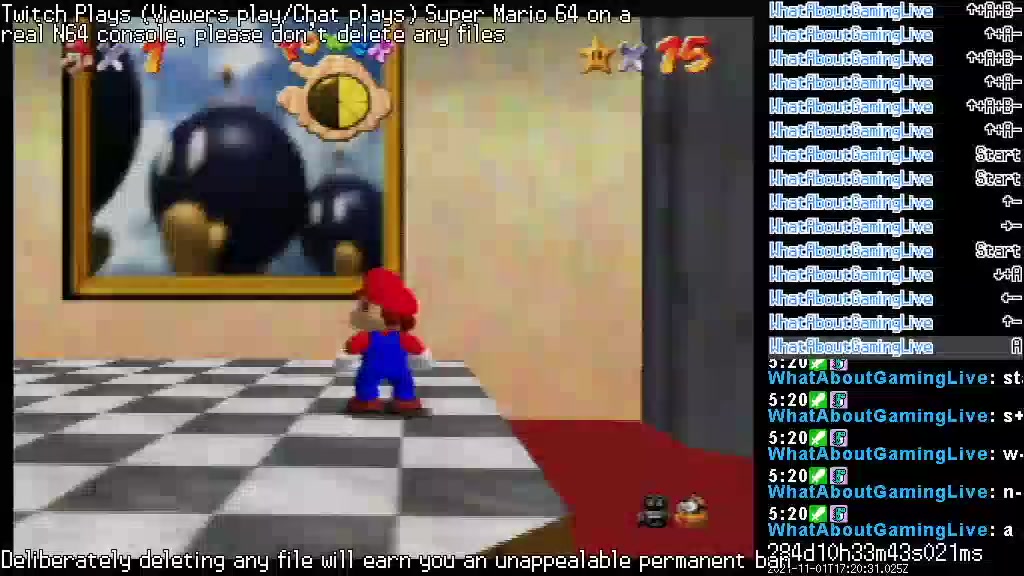 Twitch Plays (Viewers play/Chat plays) Super Mario 64 on a
real N64 console, please don't delete any files
15
WhatAboutGamingLive ↑+A+B-
WhatAboutGamingLive ↑+A-
WhatAboutGamingLive ↑+A+B-
WhatAboutGamingLive ↑+A-
WhatAboutGamingLive ↑+A+B-
WhatAboutGamingLive ↑+A-
WhatAboutGamingLive Start
WhatAboutGamingLive Start
WhatAboutGamingLive ↑-
WhatAboutGamingLive →-
WhatAboutGamingLive Start
WhatAboutGamingLive ↓+A
WhatAboutGamingLive ←-
WhatAboutGamingLive ↑-
WhatAboutGamingLive A
5:20
WhatAboutGamingLive: sta
5:20
WhatAboutGamingLive: s+
5:20
WhatAboutGamingLive: w-
5:20
WhatAboutGamingLive: n-
5:20
WhatAboutGamingLive: a
Deliberately deleting any file will earn you an unappealable permanent ban
284d10h33m43s021ms
2021-11-01T17:20:31.025Z